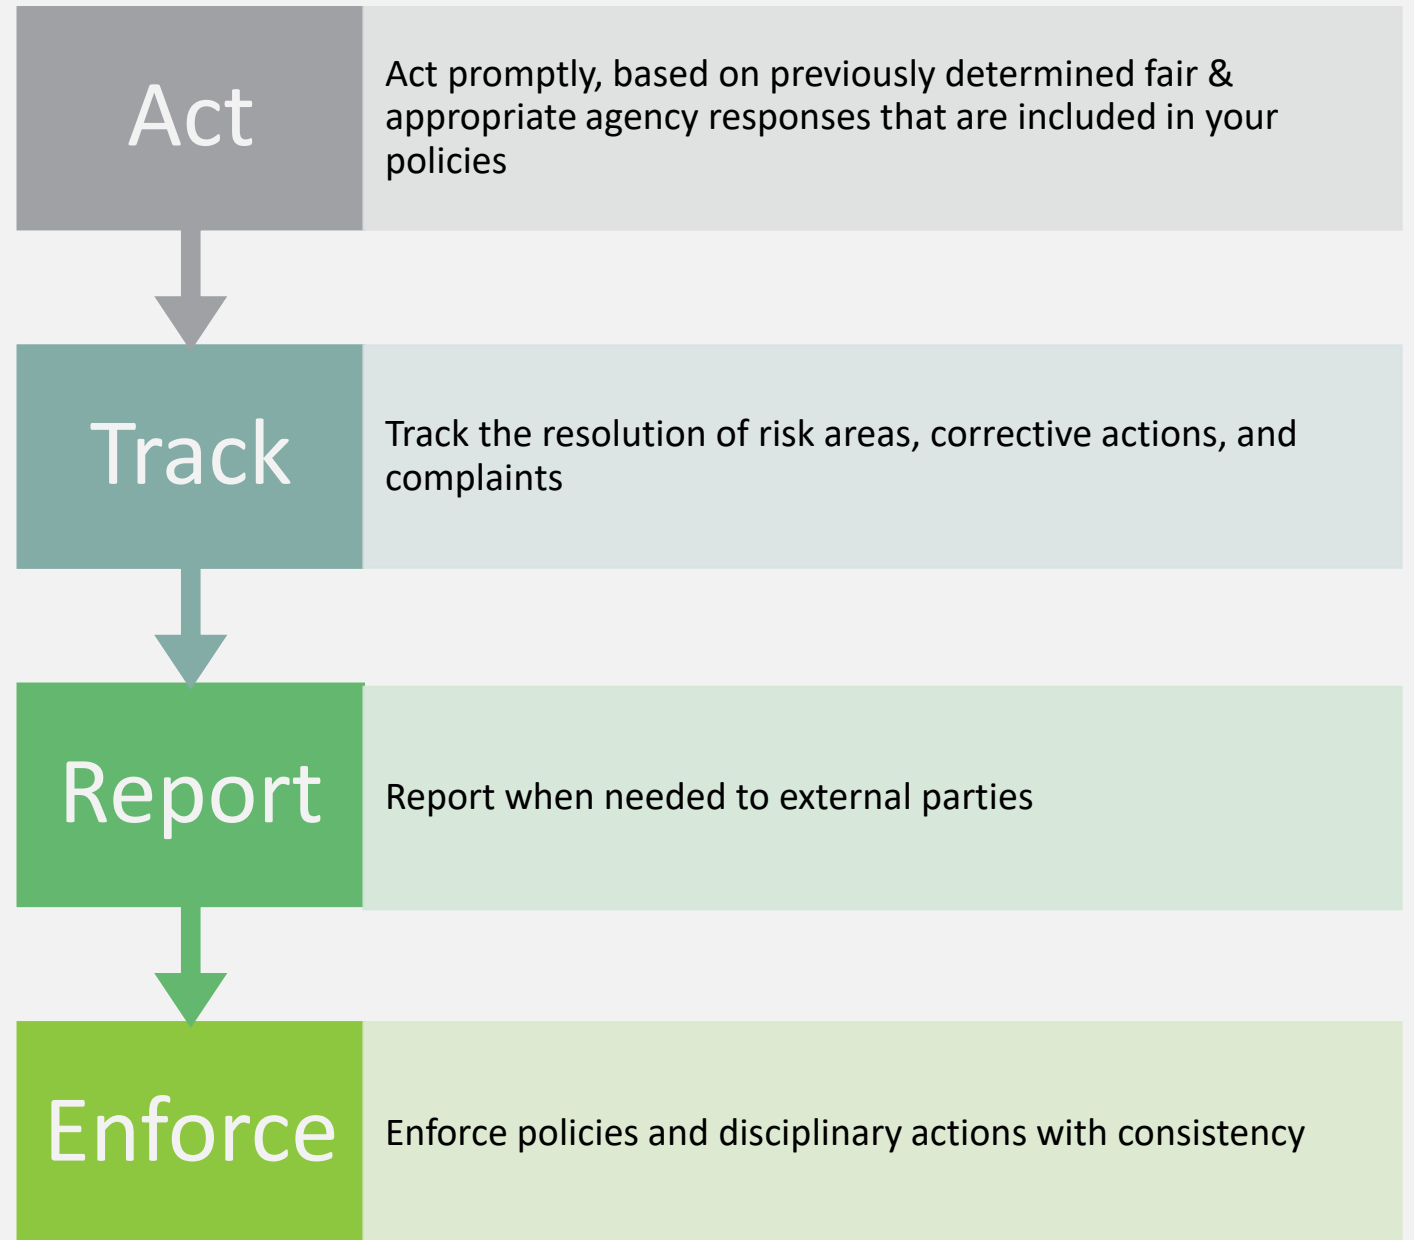 Act
Act promptly, based on previously determined fair &
appropriate agency responses that are included in your
policies
Track
Track the resolution of risk areas, corrective actions, and
complaints
Report
Report when needed to external parties
Enforce
Enforce policies and disciplinary actions with consistency